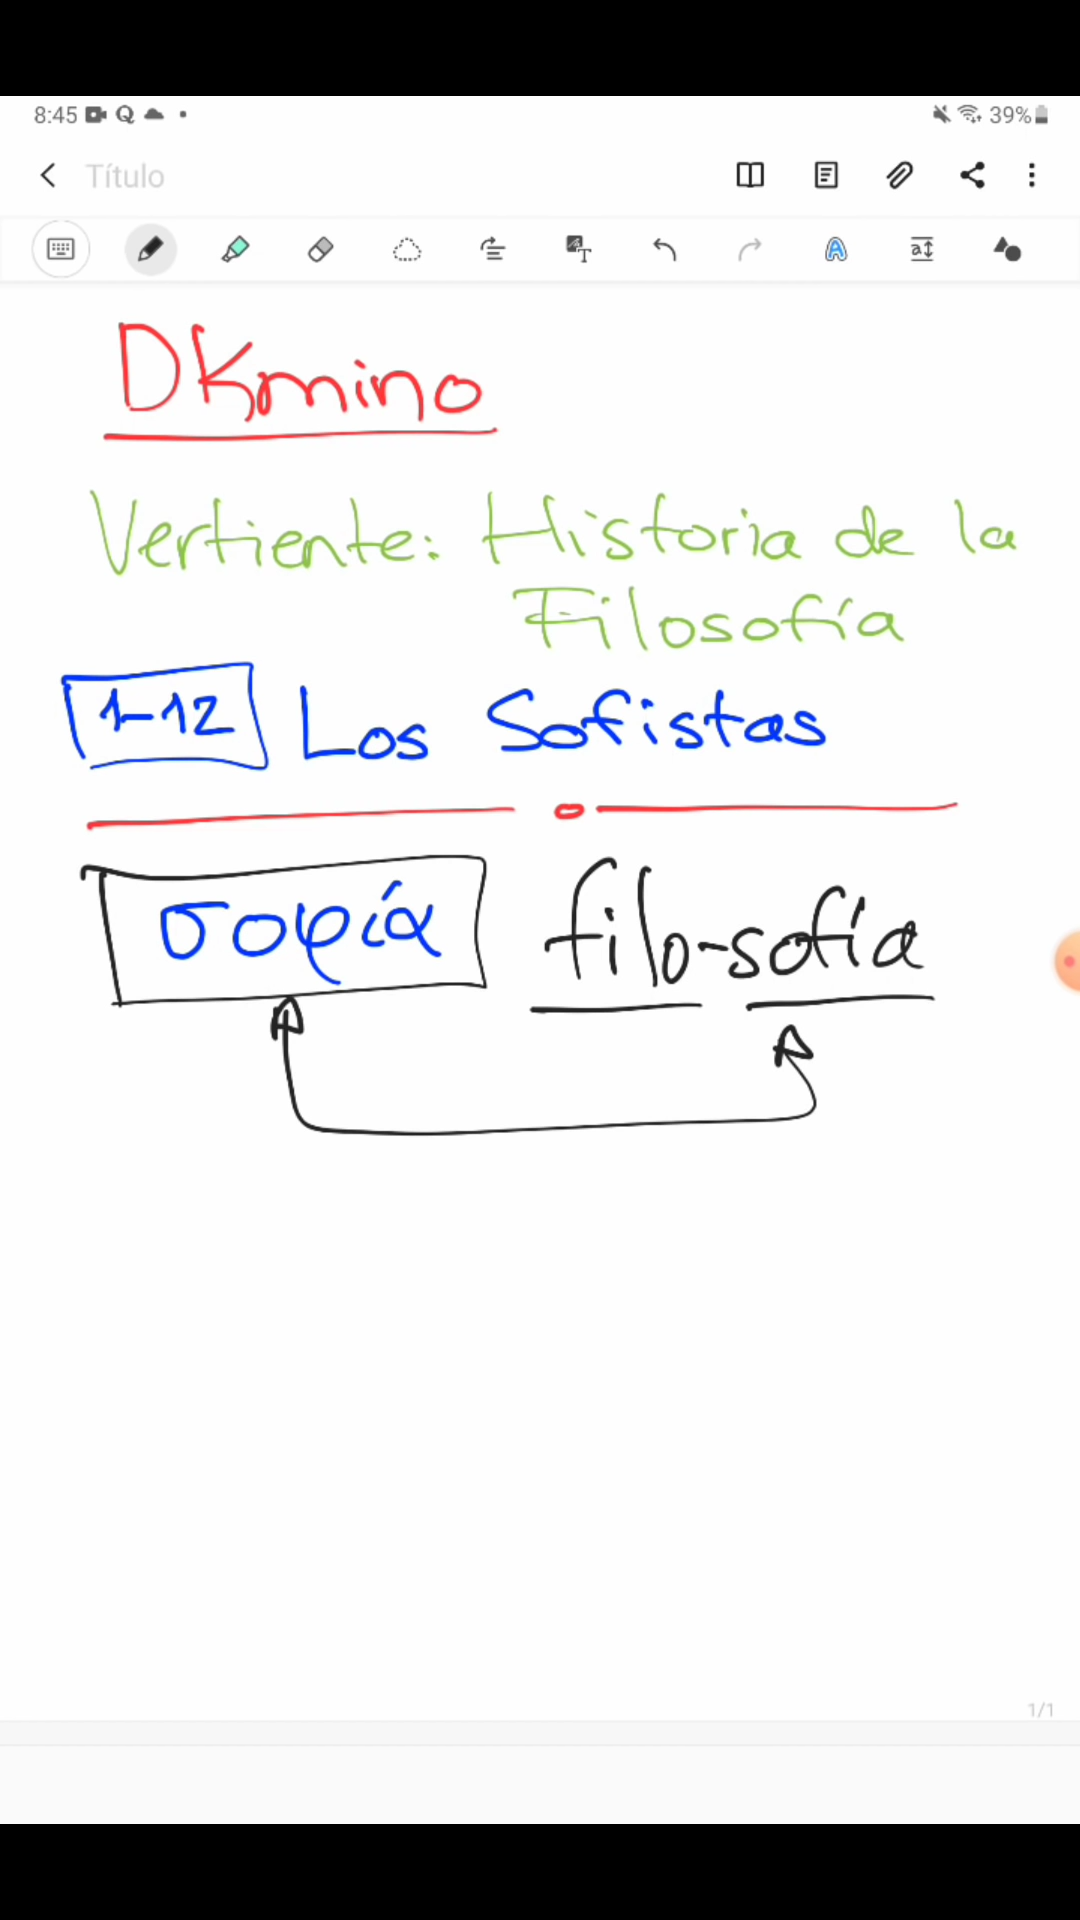 8:45 39%
Título
DKmino
Vertiente: Historia de la
Filosofía
1-12 Los Sofistas
σοφία filo-sofía
1/1